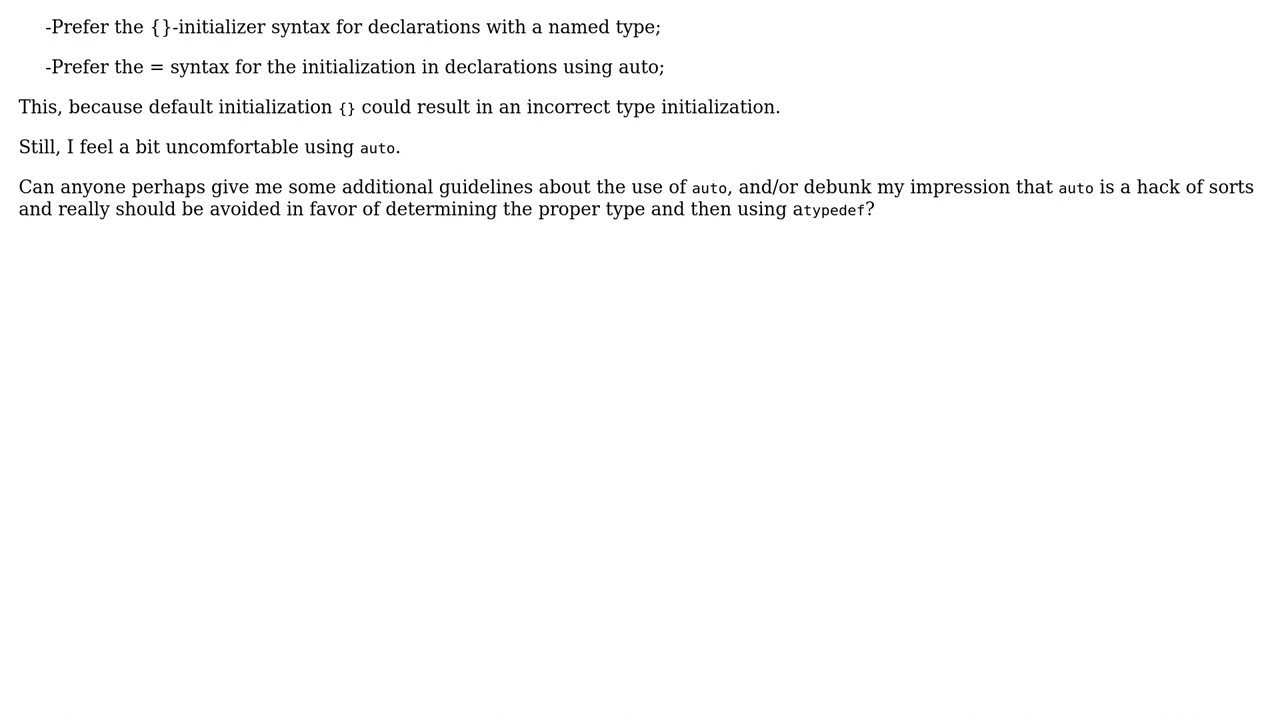 -Prefer the {}-initializer syntax for declarations with a named type;
-Prefer the = syntax for the initialization in declarations using auto;
This, because default initialization {} could result in an incorrect type initialization.
Still, I feel a bit uncomfortable using auto.
Can anyone perhaps give me some additional guidelines about the use of auto, and/or debunk my impression that auto is a hack of sorts
and really should be avoided in favor of determining the proper type and then using atypedef?